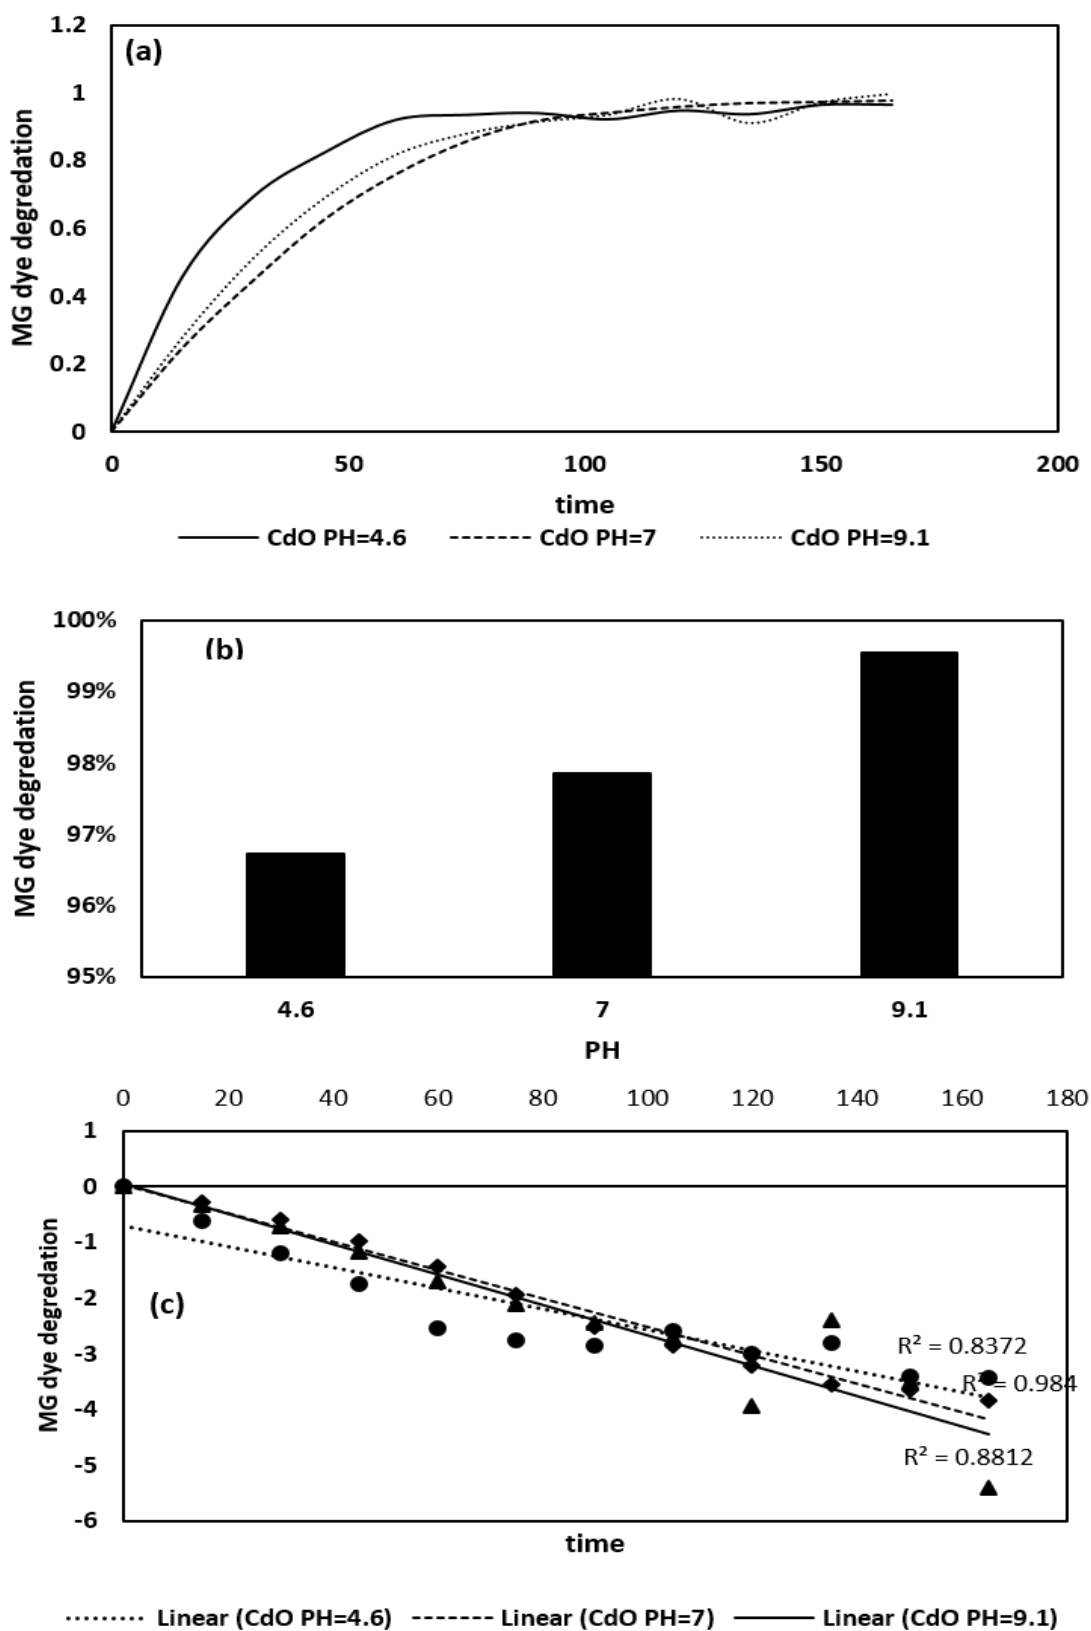 (a)
MG dye degredation
1.2
1
0.8
0.6
0.4
0.2
0
0 50 100 150 200
time
CdO PH=4.6 CdO PH=7 CdO PH=9.1
(b)
MG dye degredation
100%
99%
98%
97%
96%
95%
4.6 7 9.1
PH
0 20 40 60 80 100 120 140 160 180
1
0
-1
-2
-3
-4
-5
-6
MG dye degredation
(c)
R² = 0.8372
R² = 0.984
R² = 0.8812
time
Linear (CdO PH=4.6) Linear (CdO PH=7) Linear (CdO PH=9.1)